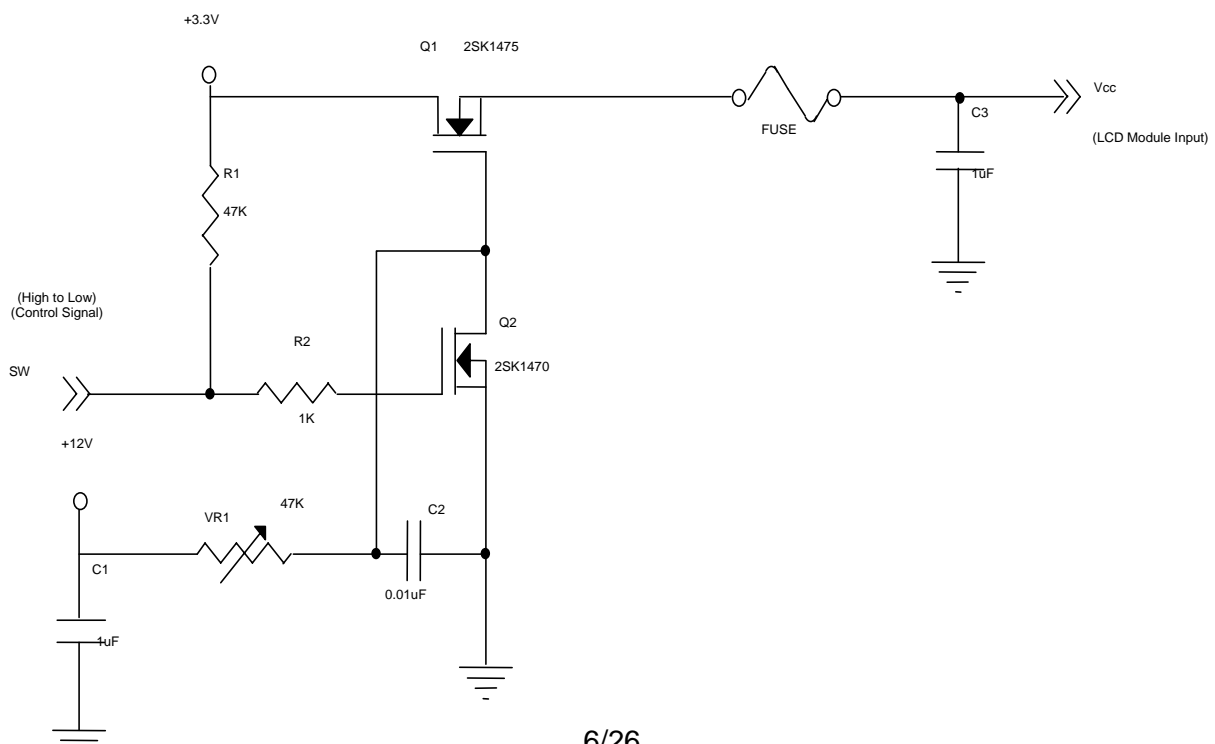 +3.3V
Q1 2SK1475
Vcc
FUSE
C3
(LCD Module Input)
R1
1uF
47K
(High to Low)
(Control Signal)
Q2
R2
2SK1470
SW
1K
+12V
47K
C2
VR1
C1
0.01uF
1uF
6/26